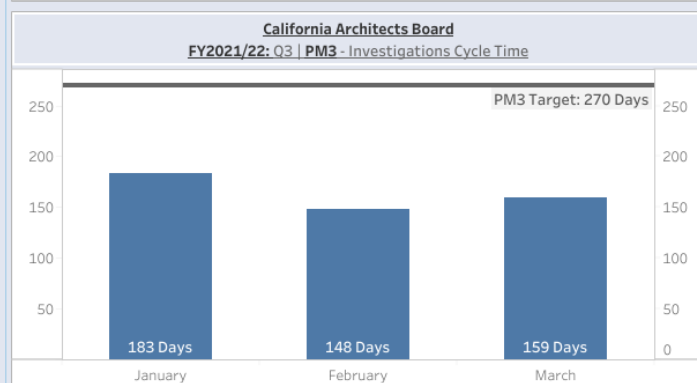 California Architects Board
FY2021/22: Q3 | PM3 - Investigations Cycle Time
PM3 Target: 270 Days
250
200
150
100
50
250
200
150
100
50
0
183 Days
148 Days
159 Days
January
February
March